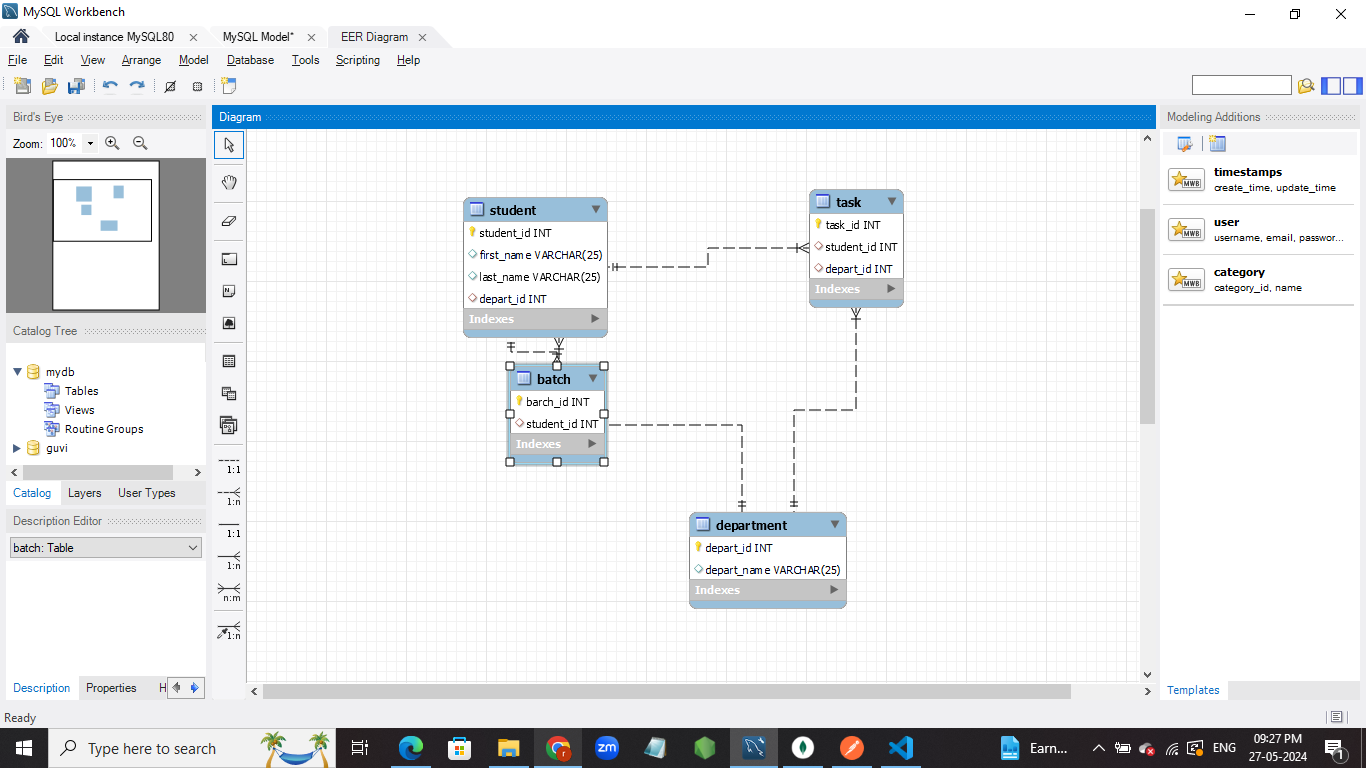 MySQL Workbench
Local instance MySQL80
MySQL Model*
EER Diagram
File Edit View Arrange Model Database Tools Scripting Help
Bird's Eye
Zoom: 100%
Diagram
Modeling Additions
timestamps
create_time, update_time
user
username, email, passwor...
category
category_id, name
Templates
student
student_id INT
first_name VARCHAR(25)
last_name VARCHAR(25)
depart_id INT
Indexes
task
task_id INT
student_id INT
depart_id INT
Indexes
batch
barch_id INT
student_id INT
Indexes
department
depart_id INT
depart_name VARCHAR(25)
Indexes
1:1
1:n
1:1
1:n
n:m
1:n
Catalog Tree
mydb
Tables
Views
Routine Groups
guvi
Catalog Layers User Types
Description Editor
batch: Table
Description Properties H
Ready
Type here to search
zm
r
Earn...
ENG
09:27 PM
27-05-2024
1
MWB
MWB
MWB